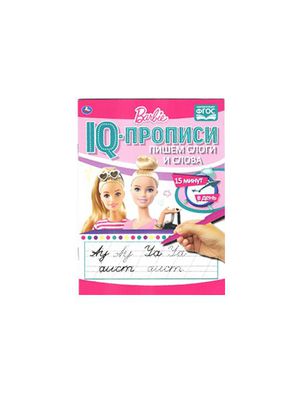 ФГОС
Barbie
IQ-ПРОПИСИ
ПИШЕМ СЛОГИ
И СЛОВА
15 МИНУТ
В ДЕНЬ
Ау Ау Уа Уа
аист аист